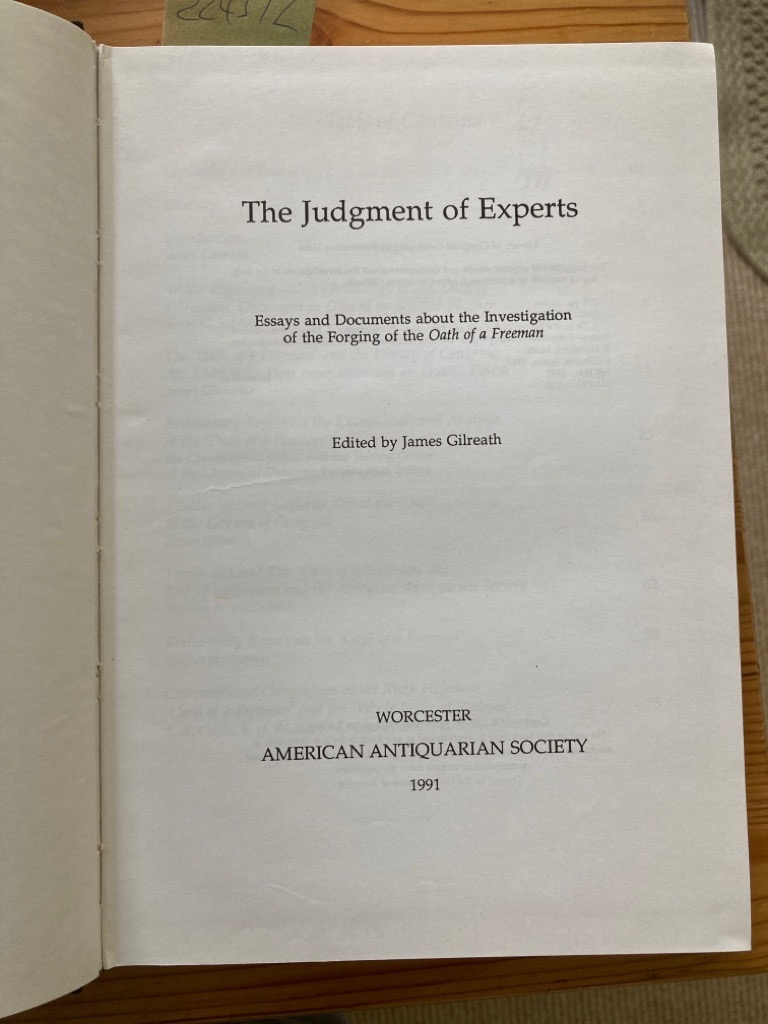 The Judgment of Experts
Essays and Documents about the Investigation
of the Forging of the Oath of a Freeman
Edited by James Gilreath
WORCESTER
AMERICAN ANTIQUARIAN SOCIETY
1991